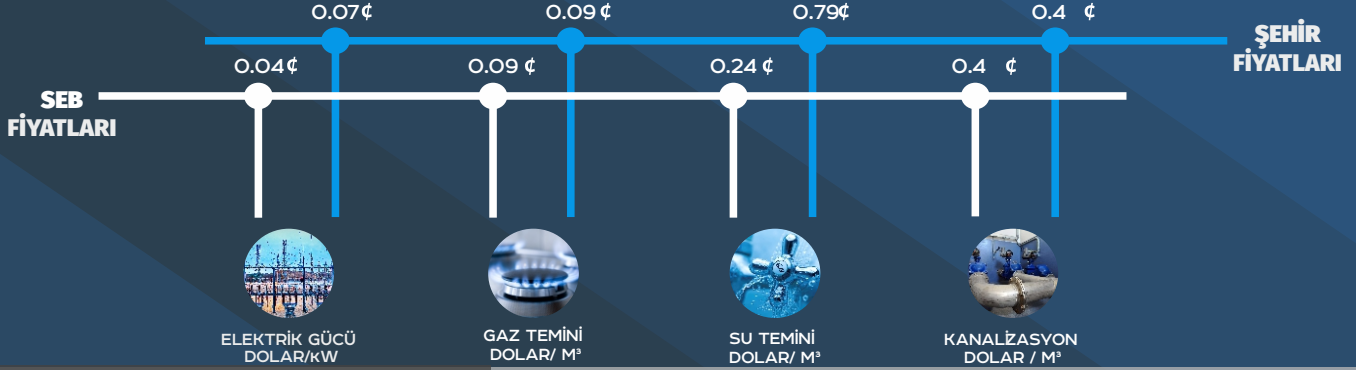 0.07¢ 0.09 ¢ 0.79¢ 0.4 ¢
ŞEHİR
FİYATLARI
0.04¢ 0.09 ¢ 0.24 ¢ 0.4 ¢
SEB
FİYATLARI
ELEKTRİK GÜCÜ
DOLAR/KW
GAZ TEMİNİ
DOLAR/ M³
SU TEMİNİ
DOLAR/ M³
KANALİZASYON
DOLAR / M³